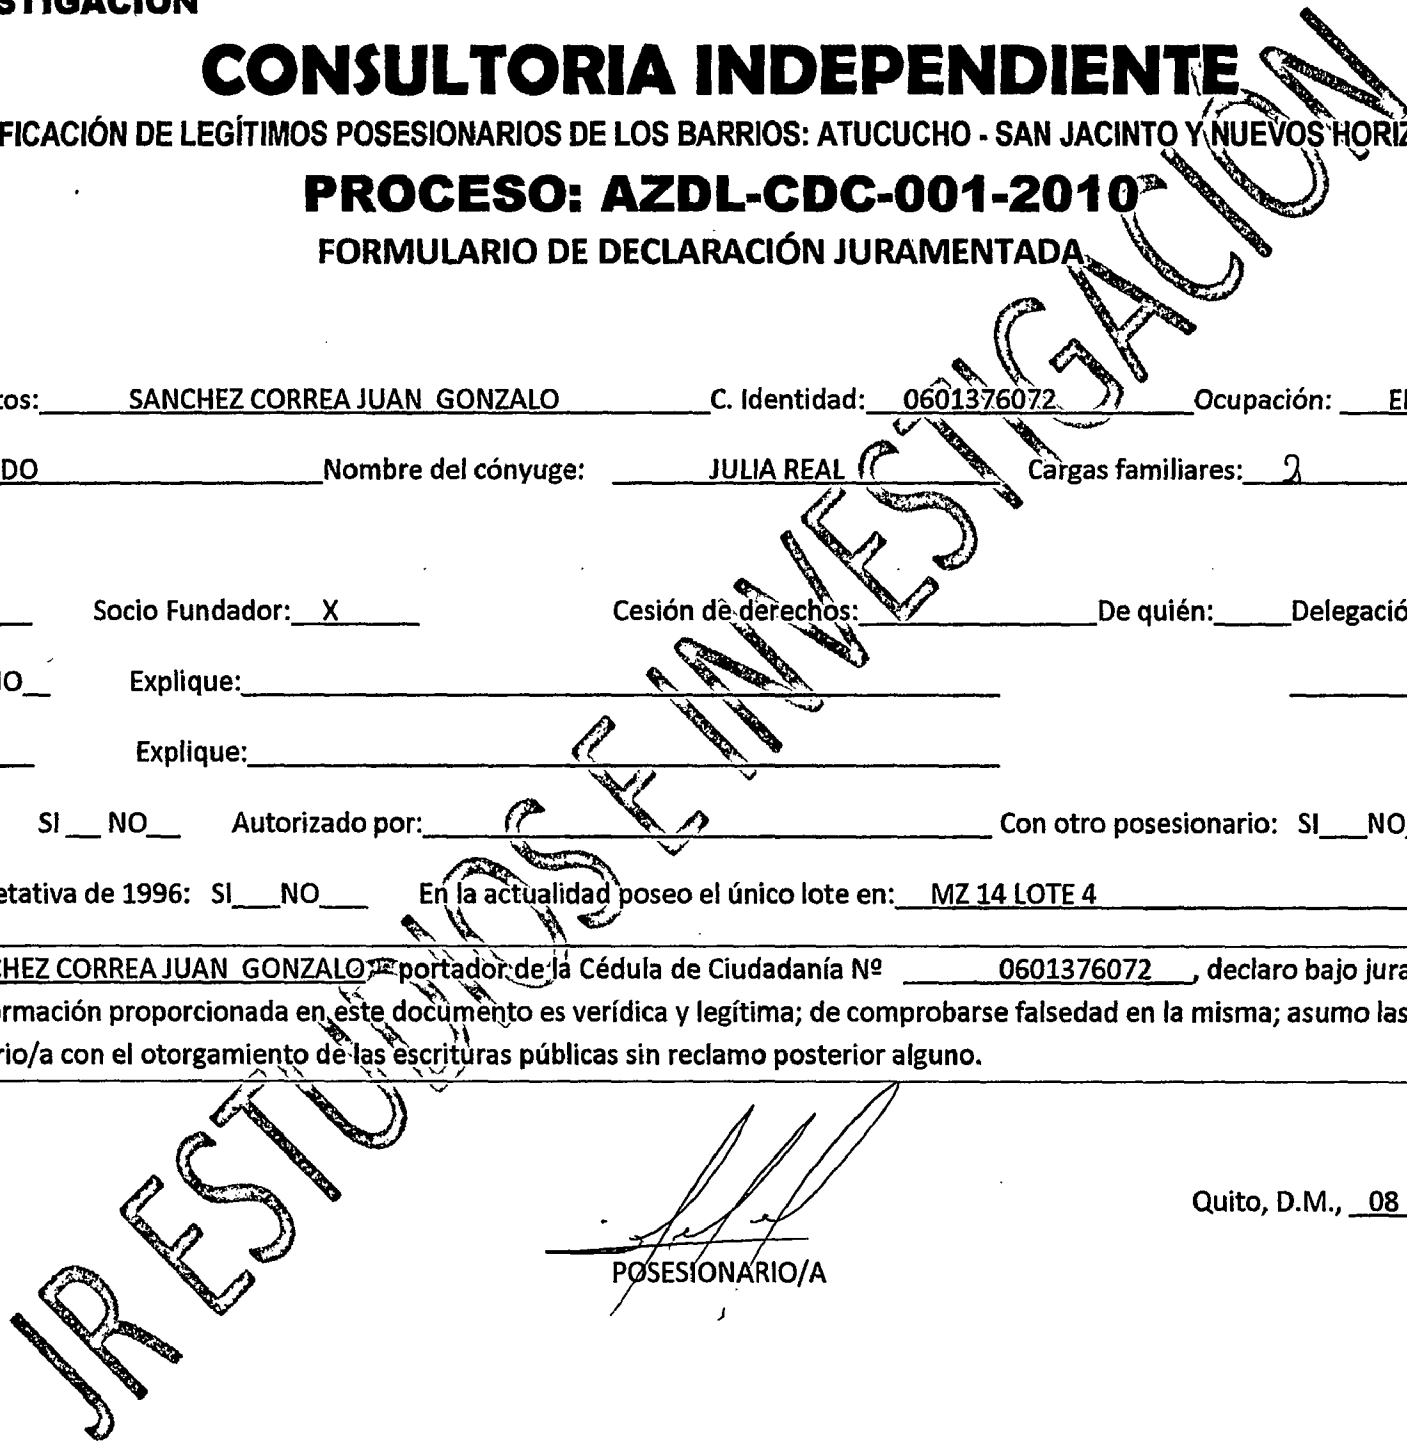 STIGACIÓN
CONSULTORIA INDEPENDIENTE
FICACIÓN DE LEGÍTIMOS POSESIONARIOS DE LOS BARRIOS: ATUCUCHO - SAN JACINTO Y NUEVOS HORIZ
PROCESO: AZDL-CDC-001-2010
FORMULARIO DE DECLARACIÓN JURAMENTADA
tos: SANCHEZ CORREA JUAN GONZALO C. Identidad: 0601376072 Ocupación: E
DO Nombre del cónyuge: JULIA REAL Cargas familiares: 2
Socio Fundador: X Cesión de derechos: De quién: Delegació
IO Explique:
Explique:
SI NO Autorizado por: Con otro posesionario: SI NO
etativa de 1996: SI NO En la actualidad poseo el único lote en: MZ 14 LOTE 4
CHEZ CORREA JUAN GONZALO, portador de la Cédula de Ciudadanía Nº 0601376072, declaro bajo jura
ormación proporcionada en este documento es verídica y legítima; de comprobarse falsedad en la misma; asumo las
rio/a con el otorgamiento de las escrituras públicas sin reclamo posterior alguno.
Quito, D.M., 08
POSESIONARIO/A
JR ESTUDIOS E INVESTIGACION